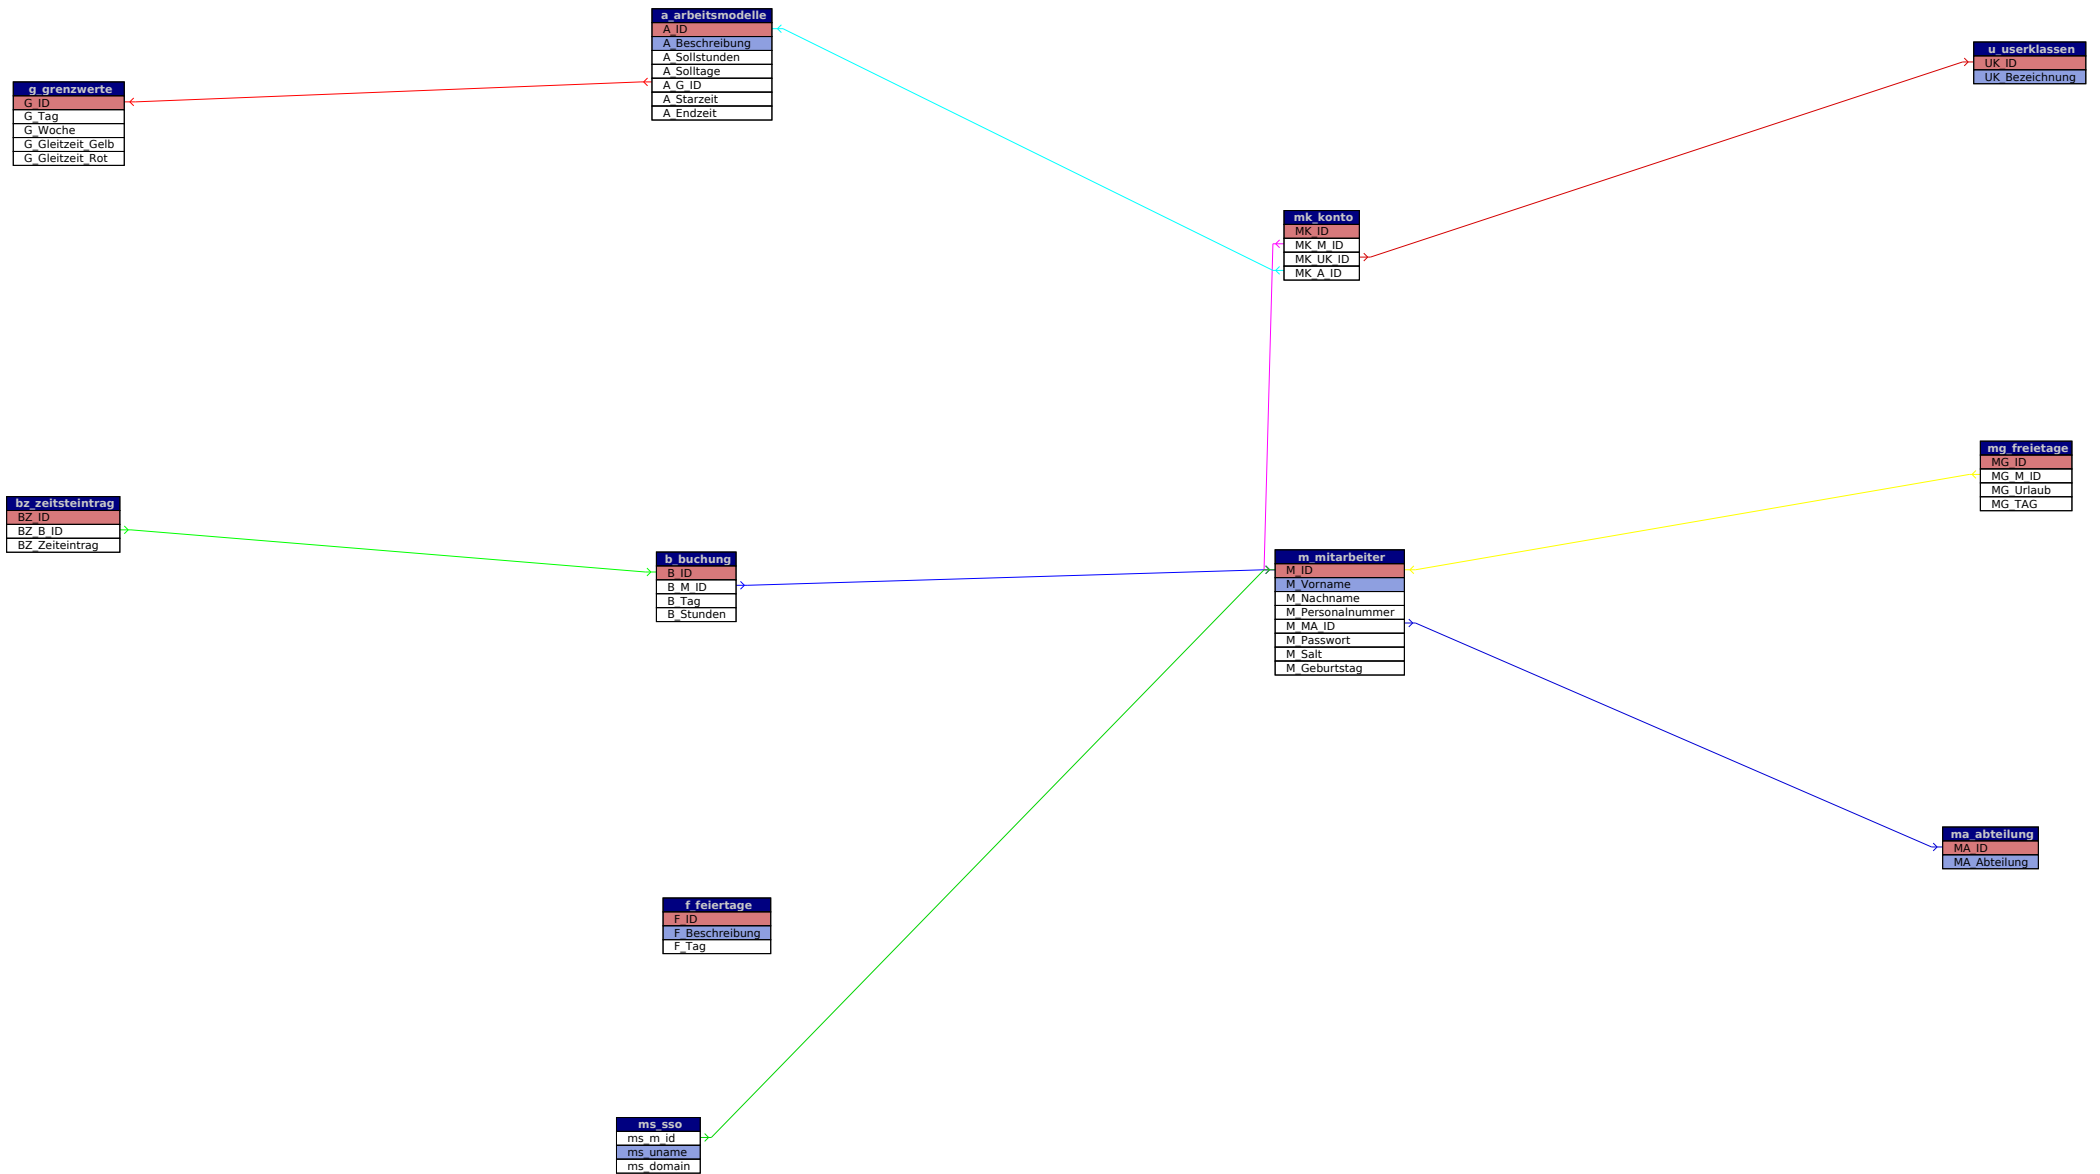 a_arbeitsmodelle
A_ID
A_Beschreibung
A_Sollstunden
A_Solltage
A_G_ID
A_Starzeit
A_Endzeit
u_userklassen
UK_ID
UK_Bezeichnung
g_grenzwerte
G_ID
G_Tag
G_Woche
G_Gleitzeit_Gelb
G_Gleitzeit_Rot
mk_konto
MK_ID
MK_M_ID
MK_UK_ID
MK_A_ID
mg_freietage
MG_ID
MG_M_ID
MG_Urlaub
MG_TAG
bz_zeitsteintrag
BZ_ID
BZ_B_ID
BZ_Zeiteintrag
b_buchung
B_ID
B_M_ID
B_Tag
B_Stunden
m_mitarbeiter
M_ID
M_Vorname
M_Nachname
M_Personalnummer
M_MA_ID
M_Passwort
M_Salt
M_Geburtstag
ma_abteilung
MA_ID
MA_Abteilung
f_feiertage
F_ID
F_Beschreibung
F_Tag
ms_sso
ms_m_id
ms_uname
ms_domain